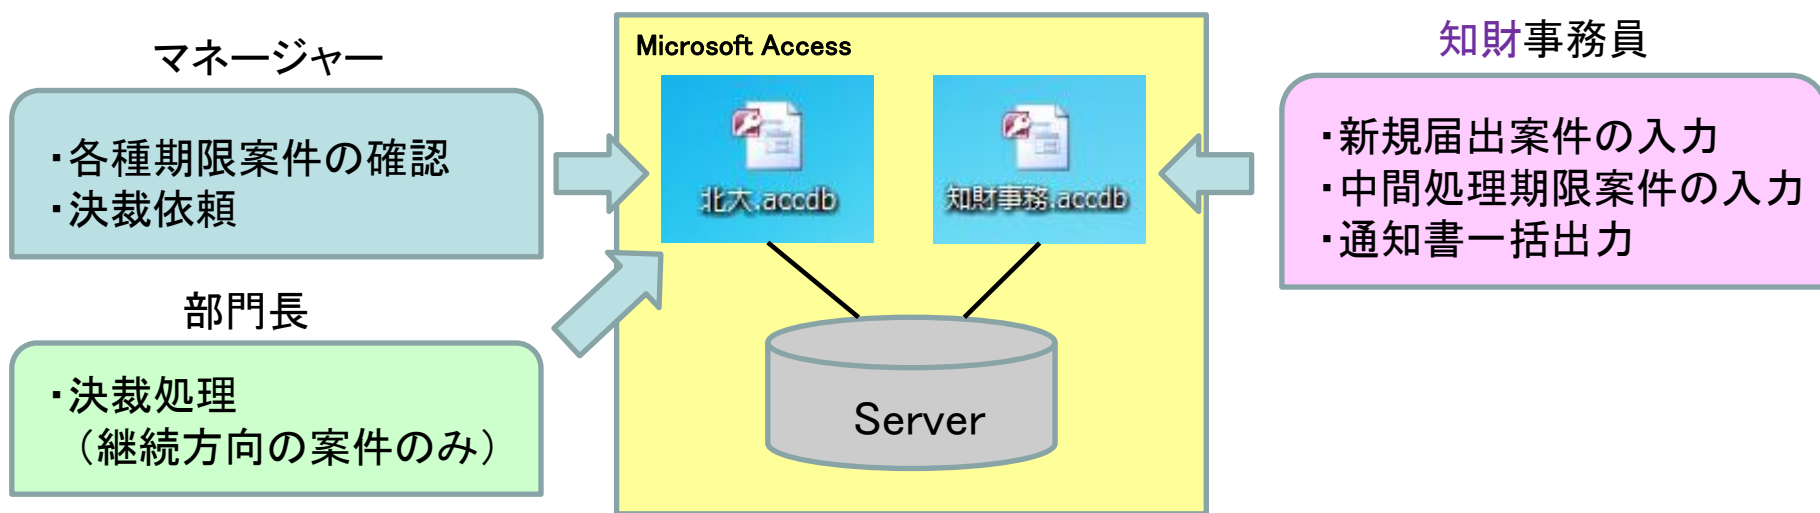 マネージャー
・各種期限案件の確認
・決裁依頼
部門長
・決裁処理
（継続方向の案件のみ）
Microsoft Access
北大.accdb
知財事務.accdb
Server
知財事務員
・新規届出案件の入力
・中間処理期限案件の入力
・通知書一括出力